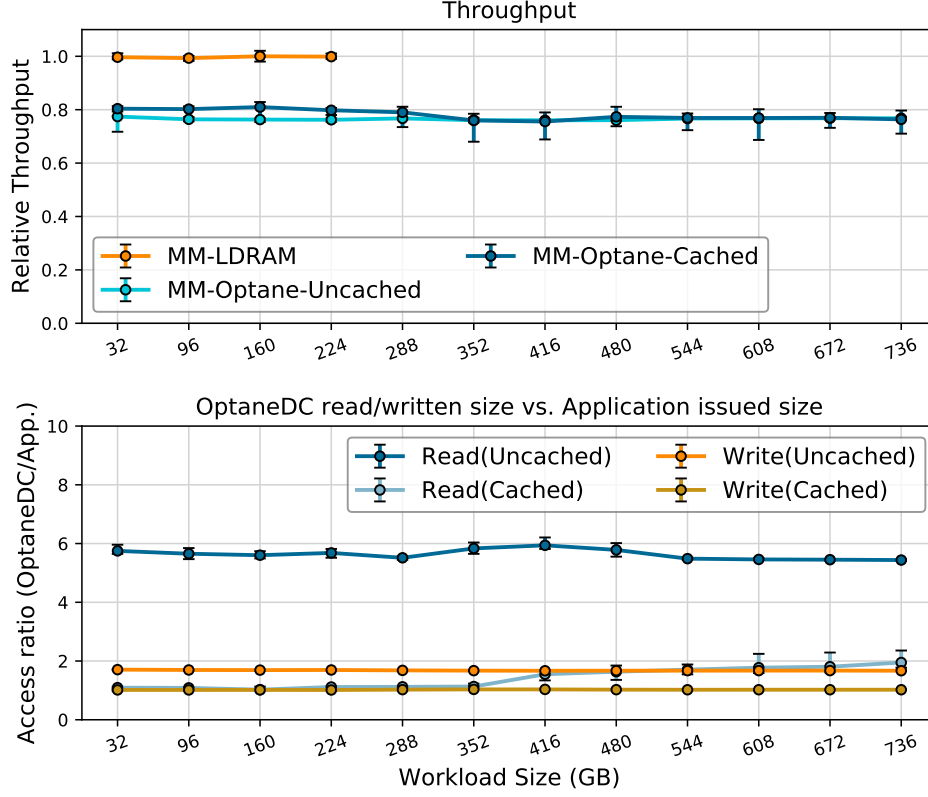 Throughput
Relative Throughput
1.0
0.8
0.6
0.4
0.2
0.0
MM-LDRAM
MM-Optane-Uncached
MM-Optane-Cached
32 96 160 224 288 352 416 480 544 608 672 736
OptaneDC read/written size vs. Application issued size
Access ratio (OptaneDC/App.)
10
8
6
4
2
0
Read(Uncached) Write(Uncached)
Read(Cached) Write(Cached)
32 96 160 224 288 352 416 480 544 608 672 736
Workload Size (GB)